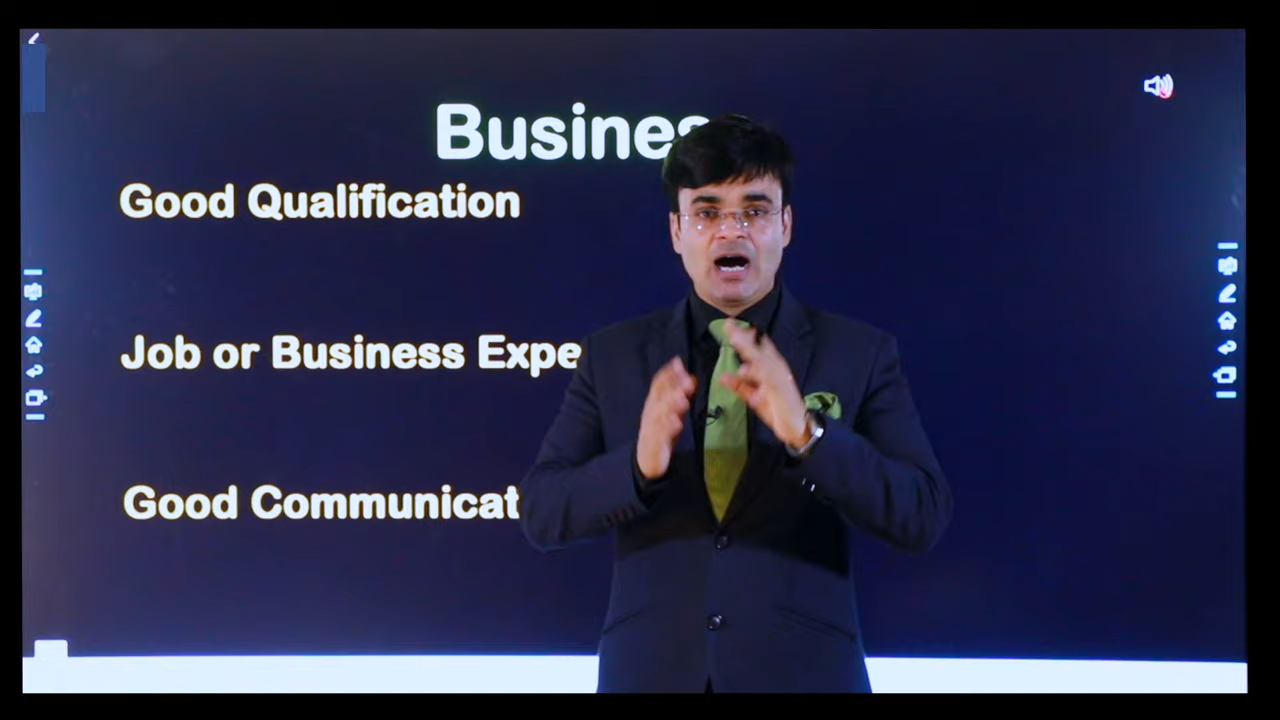 Busines
Good Qualification
Job or Business Expe
Good Communicat